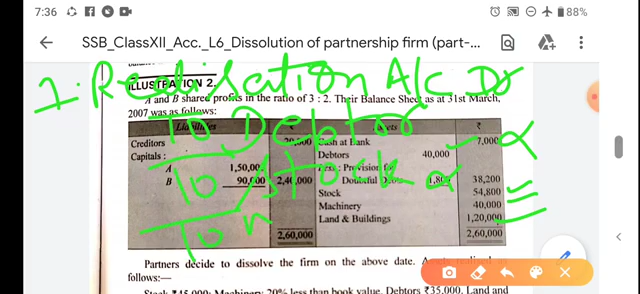 7:36
88%
SSB_ClassXII_Acc._L6_Dissolution of partnership firm (part-...
ILLUSTRATION 2.
1. Realisation A/c Dr
A and B shared profits in the ratio of 3 : 2. Their Balance Sheet as at 31st March,
2007 was as follows:
To Debtor
Liabilities ₹ Assets ₹
Creditors 20,000 Cash at Bank 7,000
Capitals : Debtors 40,000
A 1,50,000 Less : Provision for
B 90,000 2,40,000 Doubtful Debts 1,800 38,200
To Stock
Stock 54,800
Machinery 40,000
Land & Buildings 1,20,000
To
2,60,000 2,60,000
Partners decide to dissolve the firm on the above date.
follows:—
Stock ₹45,000; Machinery 20% less than book value, Debtors ₹35,000, Land and